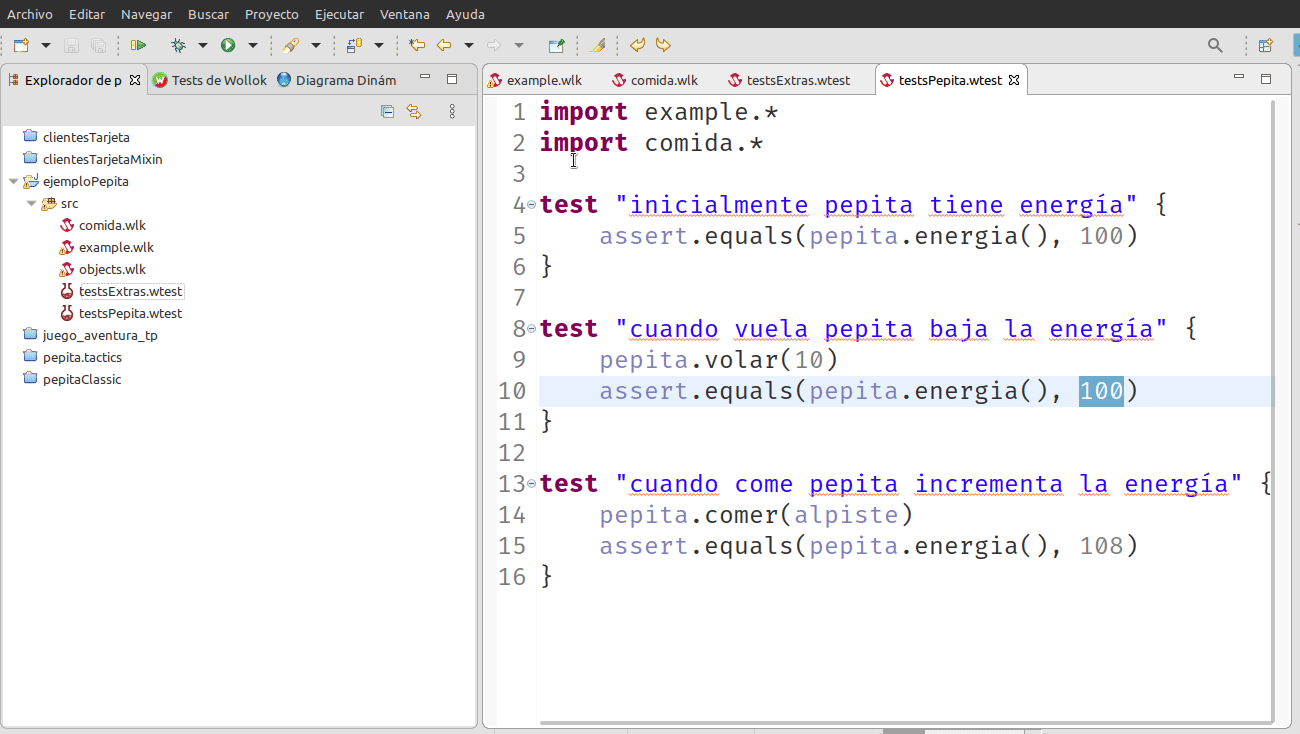 Archivo Editar Navegar Buscar Proyecto Ejecutar Ventana Ayuda
Explorador de p Tests de Wollok Diagrama Dinám
clientesTarjeta
clientesTarjetaMixin
ejemploPepita
src
comida.wlk
example.wlk
objects.wlk
testsExtras.wtest
testsPepita.wtest
juego_aventura_tp
pepita.tactics
pepitaClassic
example.wlk comida.wlk testsExtras.wtest testsPepita.wtest
1 import example.*
2 import comida.*
3
4 test "inicialmente pepita tiene energía" {
5 assert.equals(pepita.energia(), 100)
6 }
7
8 test "cuando vuela pepita baja la energía" {
9 pepita.volar(10)
10 assert.equals(pepita.energia(), 100)
11 }
12
13 test "cuando come pepita incrementa la energía" {
14 pepita.comer(alpiste)
15 assert.equals(pepita.energia(), 108)
16 }